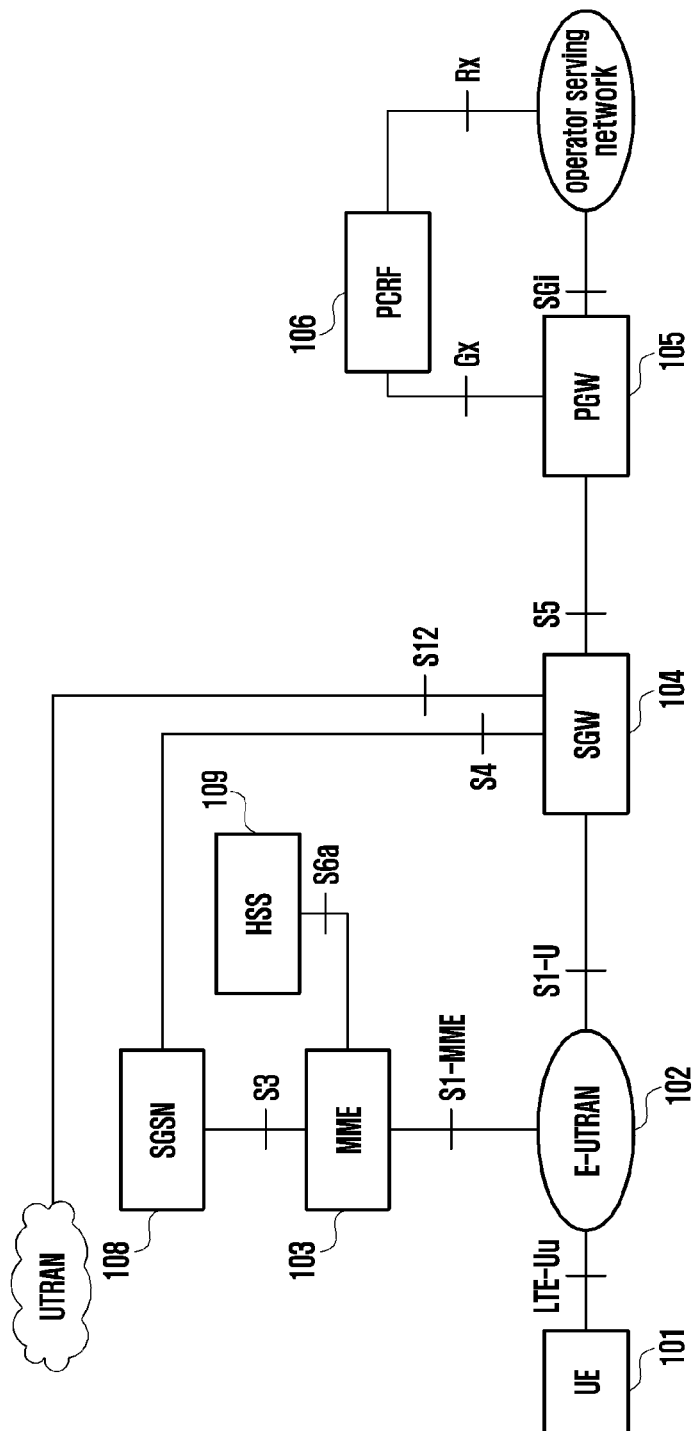 UTRAN
SGSN
108
S3
HSS
109
S6a
MME
103
S1-MME
S12
S4
PCRF
106
Gx
Rx
UE
101
LTE-Uu
E-UTRAN
102
S1-U
SGW
104
S5
PGW
105
SGi
operator serving
network